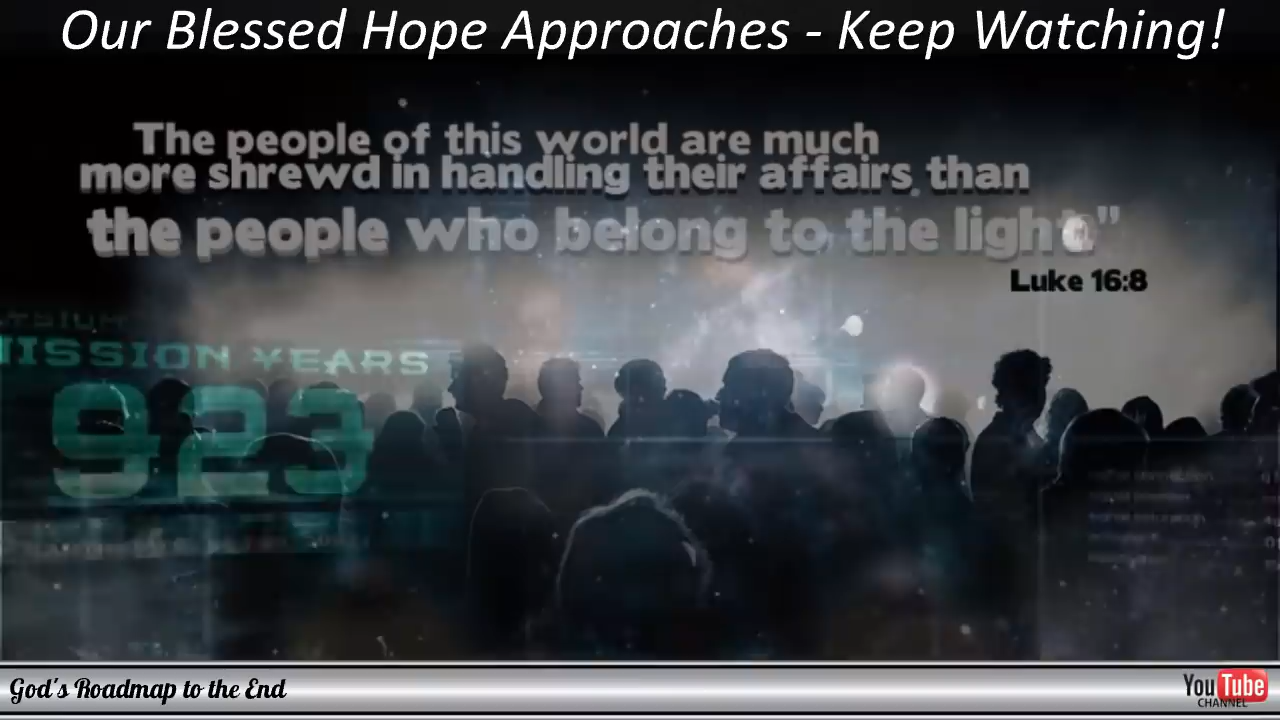 Our Blessed Hope Approaches - Keep Watching!
The people of this world are much
more shrewd in handling their affairs than
the people who belong to the light."
Luke 16:8
MISSION YEARS
923
God's Roadmap to the End
YouTube
CHANNEL